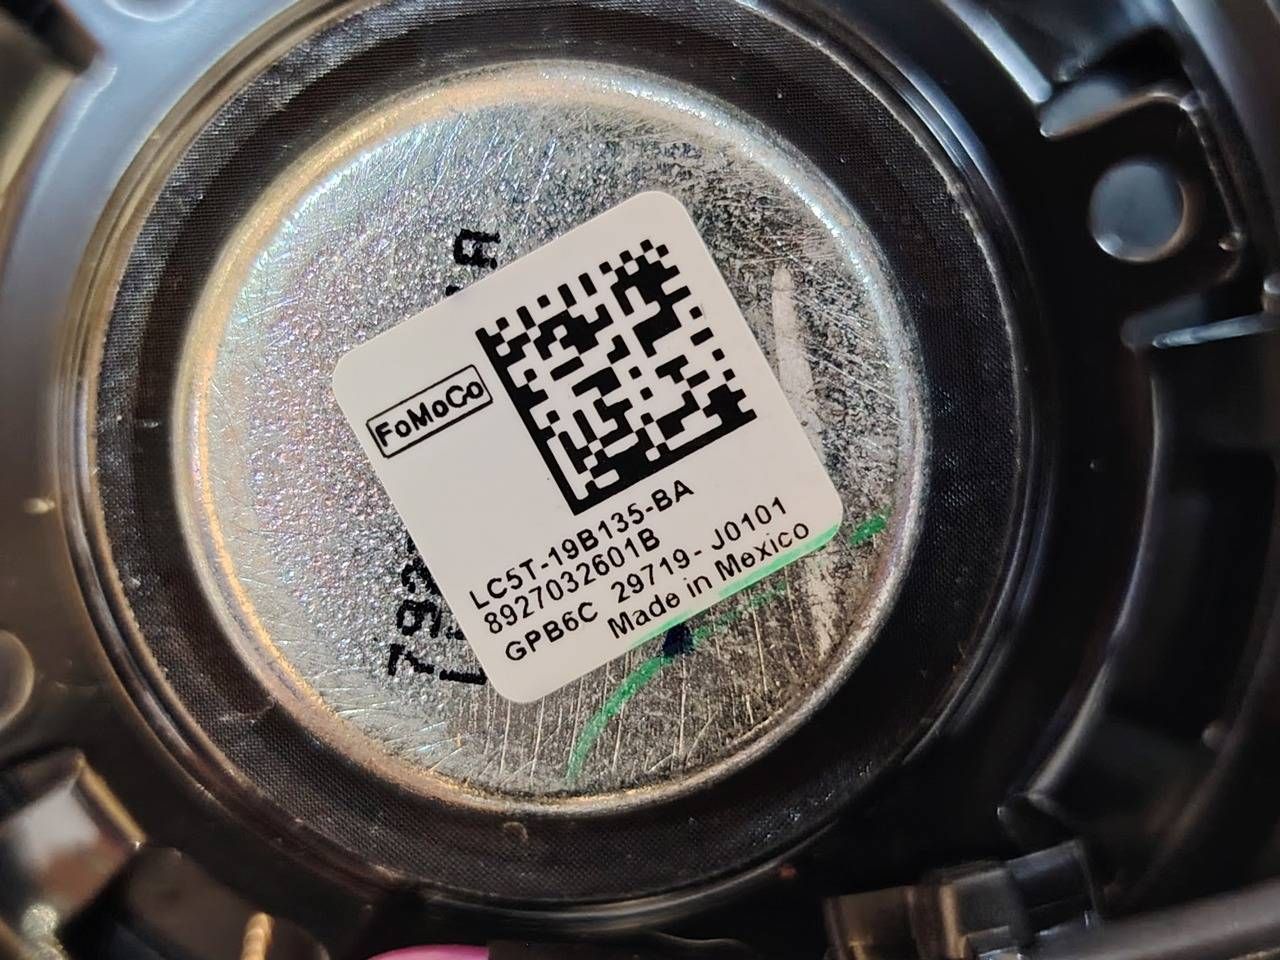 FoMoCo
LC5T-19B135-BA
8927032601B
GPB6C 29719- J0101
Made in Mexico